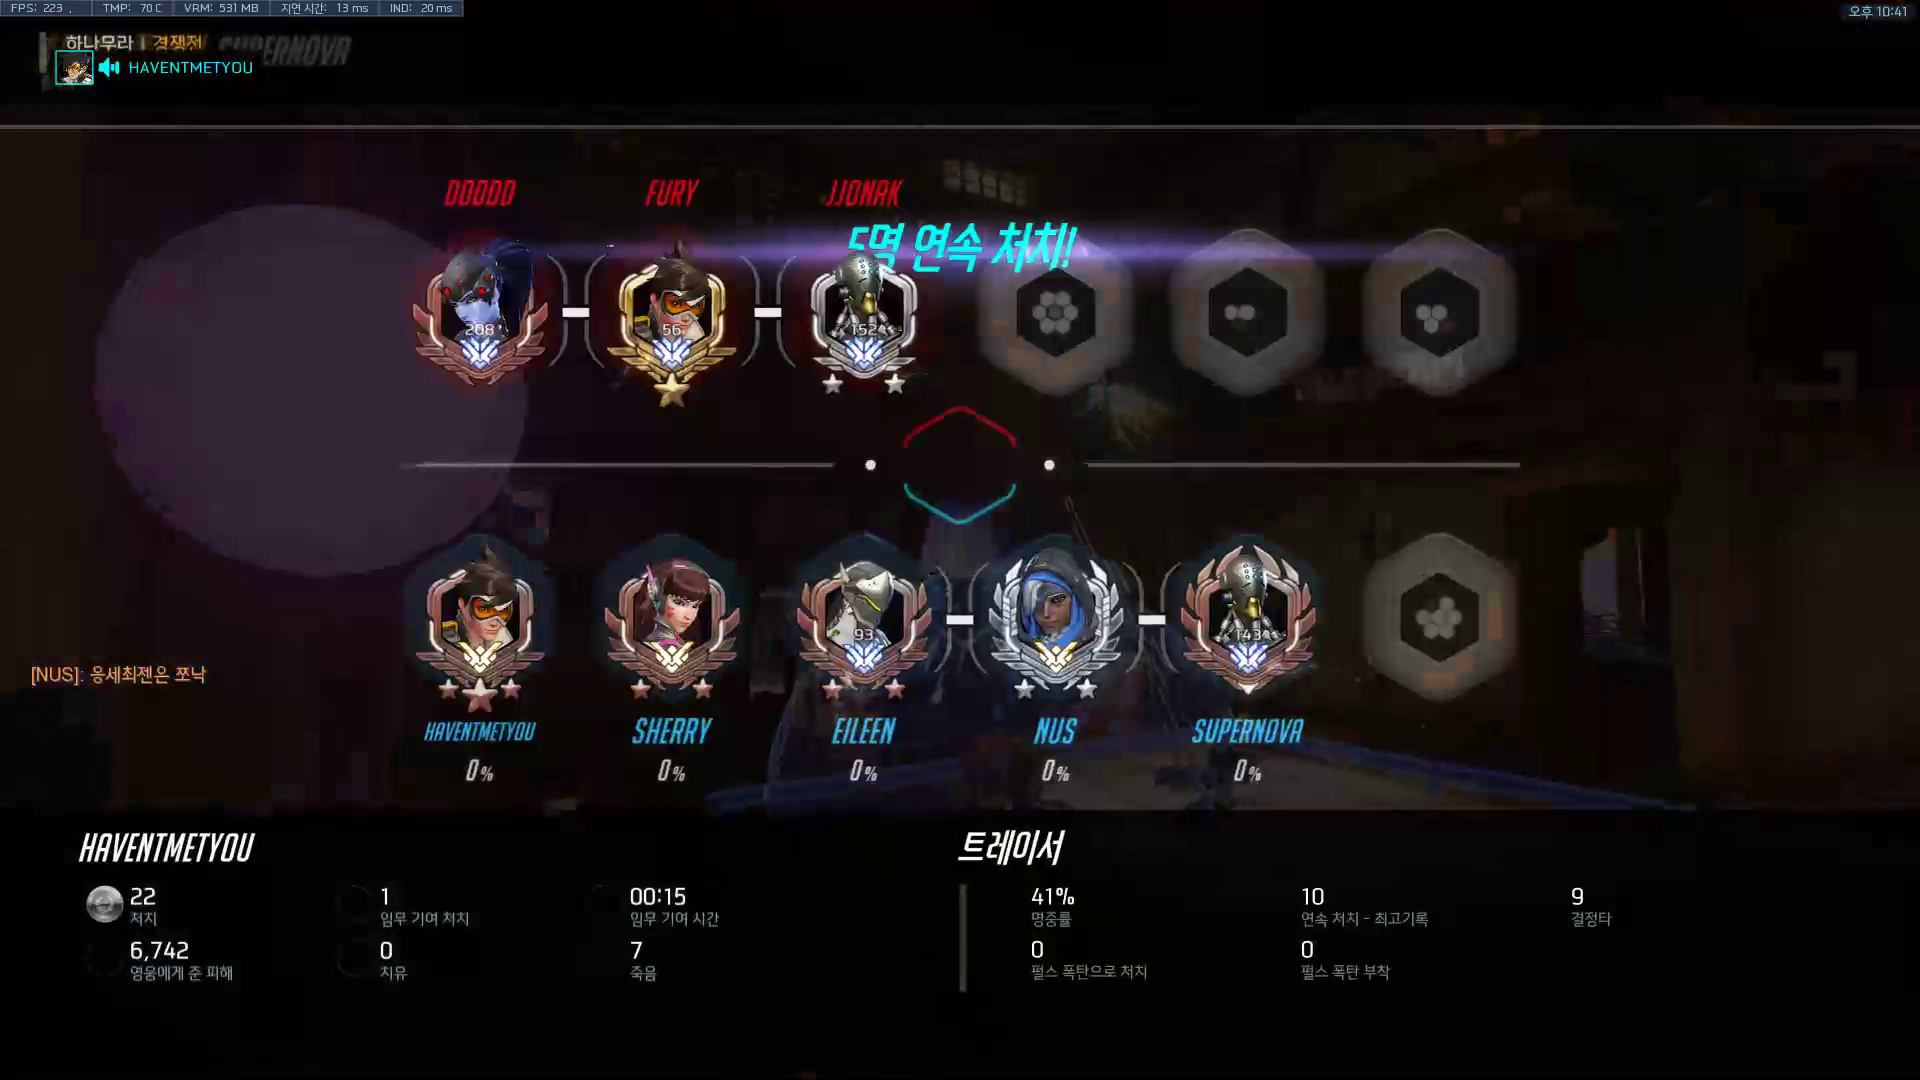 FPS: 223 TMP: 70 C VRM: 531 MB 지연 시간: 13 ms IND: 20 ms
오후 10:41
하나무라 | 경쟁전
SUPERNOVA
HAVENTMETYOU
DDDDD FURY JJONAK
5명 연속 처치!
208 56 152
93 143
[NUS]: 응세최젠은 쪼낙
HAVENTMETYOU SHERRY EILEEN NUS SUPERNOVA
0% 0% 0% 0% 0%
HAVENTMETYOU
22 1 00:15
처치 임무 기여 처치 임무 기여 시간
6,742 0 7
영웅에게 준 피해 치유 죽음
트레이서
41% 10 9
명중률 연속 처치 - 최고기록 결정타
0 0
펄스 폭탄으로 처치 펄스 폭탄 부착